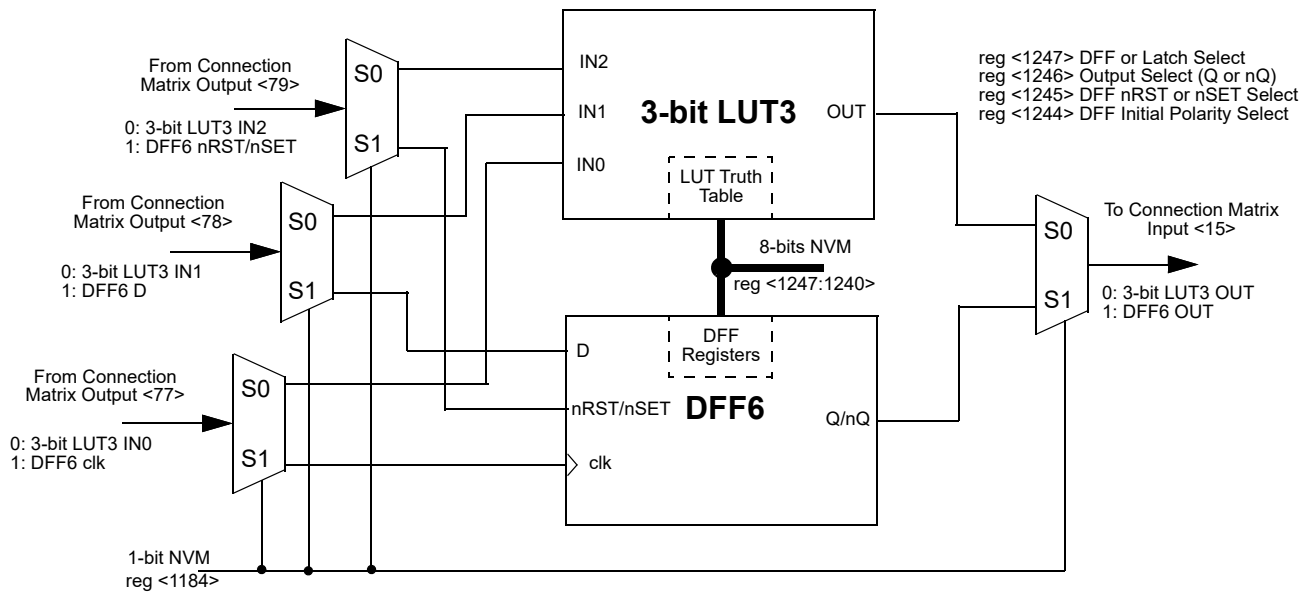 From Connection
Matrix Output <79>
0: 3-bit LUT3 IN2
1: DFF6 nRST/nSET
S0
S1
From Connection
Matrix Output <78>
0: 3-bit LUT3 IN1
1: DFF6 D
S0
S1
From Connection
Matrix Output <77>
0: 3-bit LUT3 IN0
1: DFF6 clk
S0
S1
1-bit NVM
reg <1184>
IN2
IN1
IN0
3-bit LUT3
OUT
LUT Truth
Table
8-bits NVM
reg <1247:1240>
DFF
Registers
D
nRST/nSET
DFF6
Q/nQ
clk
reg <1247> DFF or Latch Select
reg <1246> Output Select (Q or nQ)
reg <1245> DFF nRST or nSET Select
reg <1244> DFF Initial Polarity Select
S0
S1
To Connection Matrix
Input <15>
0: 3-bit LUT3 OUT
1: DFF6 OUT